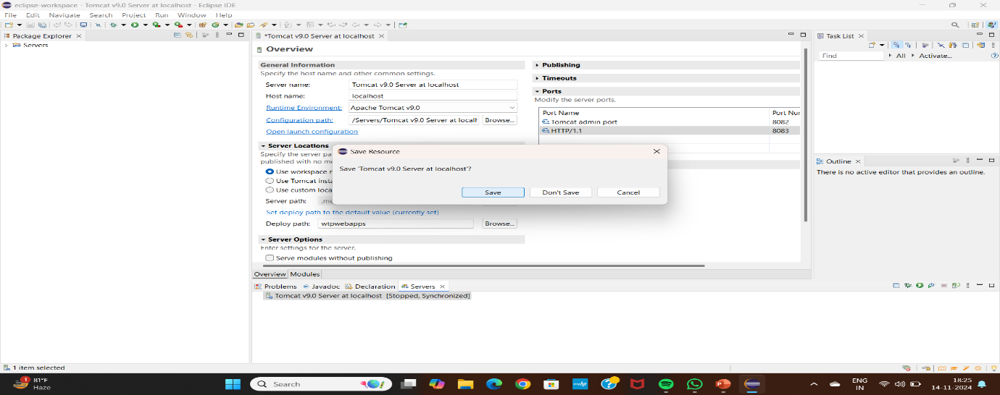 eclipse-workspace - Tomcat v9.0 Server at localhost - Eclipse IDE
File Edit Navigate Search Project Run Window Help
Package Explorer
Servers
*Tomcat v9.0 Server at localhost
Overview
General Information
Specify the host name and other common settings.
Server name: Tomcat v9.0 Server at localhost
Host name: localhost
Runtime Environment: Apache Tomcat v9.0
Configuration path: /Servers/Tomcat v9.0 Server at localh Browse...
Open launch configuration
Server Locations
Specify the server pa
published with no me
Use workspace r
Use Tomcat insta
Use custom loca
Server path: .me
Set deploy path to the default value (currently set)
Deploy path: wtpwebapps Browse...
Server Options
Enter settings for the server.
Serve modules without publishing
Overview Modules
Publishing
Timeouts
Ports
Modify the server ports.
Port Name Port Nur
Tomcat admin port 8082
HTTP/1.1 8083
Save Resource
Save 'Tomcat v9.0 Server at localhost'?
Save Don't Save Cancel
Task List
Find All Activate...
Outline
There is no active editor that provides an outline.
Problems Javadoc Declaration Servers
Tomcat v9.0 Server at localhost [Stopped, Synchronized]
1 item selected
1
81°F
Haze
Search
ENG
IN
18:25
14-11-2024